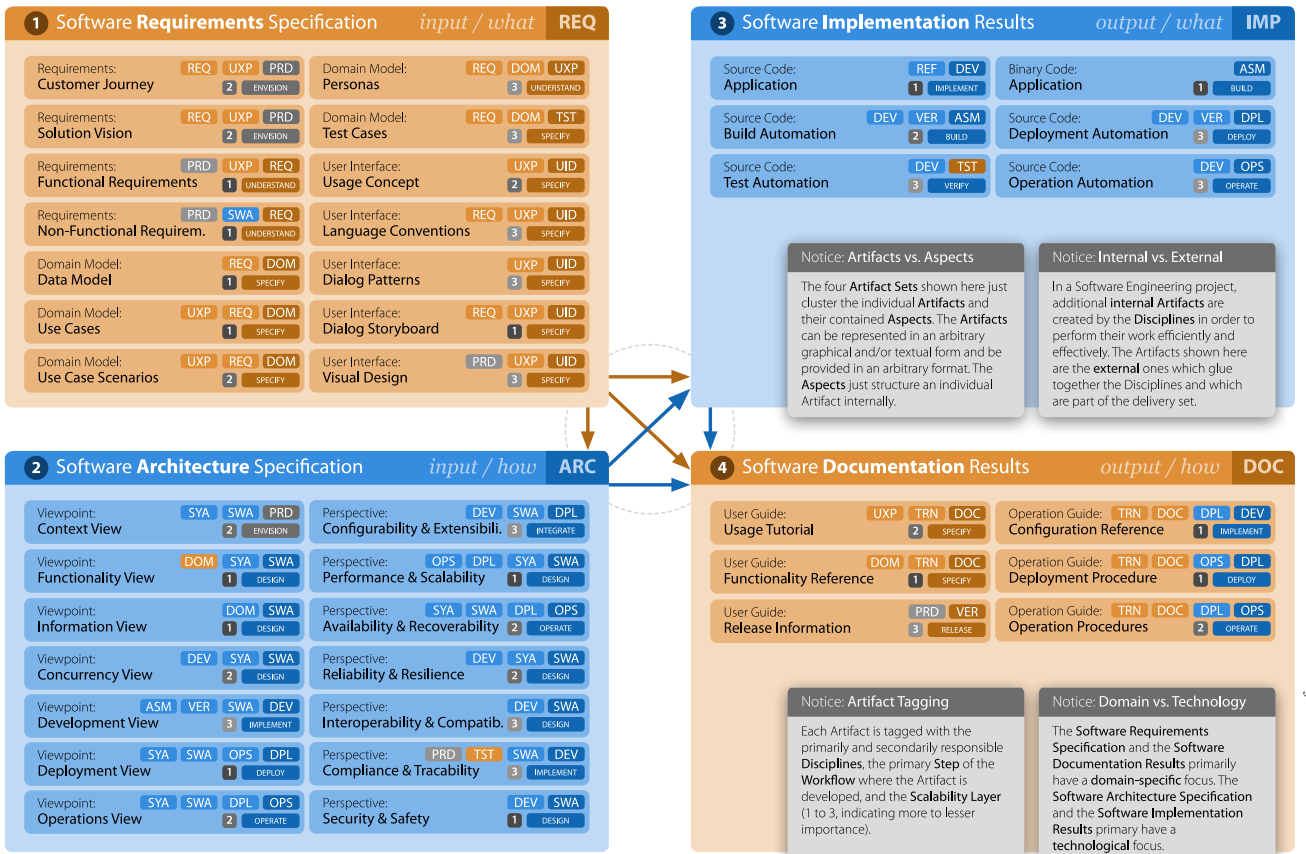 1 Software Requirements Specification input / what REQ
Requirements: REQ UXP PRD
Customer Journey 2 ENVISION
Requirements: REQ UXP PRD
Solution Vision 2 ENVISION
Requirements: PRD UXP REQ
Functional Requirements 1 UNDERSTAND
Requirements: PRD SWA REQ
Non-Functional Requirem. 1 UNDERSTAND
Domain Model: REQ DOM
Data Model 1 SPECIFY
Domain Model: UXP REQ DOM
Use Cases 1 SPECIFY
Domain Model: UXP REQ DOM
Use Case Scenarios 2 SPECIFY
Domain Model: REQ DOM UXP
Personas 3 UNDERSTAND
Domain Model: REQ DOM TST
Test Cases 3 SPECIFY
User Interface: UXP UID
Usage Concept 2 SPECIFY
User Interface: REQ UXP UID
Language Conventions 3 SPECIFY
User Interface: UXP UID
Dialog Patterns 3 SPECIFY
User Interface: REQ UXP UID
Dialog Storyboard 1 SPECIFY
User Interface: PRD UXP UID
Visual Design 3 SPECIFY
2 Software Architecture Specification input / how ARC
Viewpoint: SYA SWA PRD
Context View 2 ENVISION
Viewpoint: DOM SYA SWA
Functionality View 1 DESIGN
Viewpoint: DOM SWA
Information View 1 DESIGN
Viewpoint: DEV SYA SWA
Concurrency View 2 DESIGN
Viewpoint: ASM VER SWA DEV
Development View 3 IMPLEMENT
Viewpoint: SYA SWA OPS DPL
Deployment View 1 DEPLOY
Viewpoint: SYA SWA DPL OPS
Operations View 2 OPERATE
Perspective: DEV SWA DPL
Configurability & Extensibili. 3 INTEGRATE
Perspective: OPS DPL SYA SWA
Performance & Scalability 1 DESIGN
Perspective: SYA SWA DPL OPS
Availability & Recoverability 2 OPERATE
Perspective: DEV SYA SWA
Reliability & Resilience 2 DESIGN
Perspective: DEV SWA
Interoperability & Compatib. 3 DESIGN
Perspective: PRD TST SWA DEV
Compliance & Tracability 3 IMPLEMENT
Perspective: DEV SWA
Security & Safety 1 DESIGN
3 Software Implementation Results output / what IMP
Source Code: REF DEV
Application 1 IMPLEMENT
Source Code: DEV VER ASM
Build Automation 2 BUILD
Source Code: DEV TST
Test Automation 3 VERIFY
Binary Code: ASM
Application 1 BUILD
Source Code: DEV VER DPL
Deployment Automation 3 DEPLOY
Source Code: DEV OPS
Operation Automation 3 OPERATE
Notice: Artifacts vs. Aspects
The four Artifact Sets shown here just
cluster the individual Artifacts and
their contained Aspects. The Artifacts
can be represented in an arbitrary
graphical and/or textual form and be
provided in an arbitrary format. The
Aspects just structure an individual
Artifact internally.
Notice: Internal vs. External
In a Software Engineering project,
additional internal Artifacts are
created by the Disciplines in order to
perform their work efficiently and
effectively. The Artifacts shown here
are the external ones which glue
together the Disciplines and which
are part of the delivery set.
4 Software Documentation Results output / how DOC
User Guide: UXP TRN DOC
Usage Tutorial 2 SPECIFY
User Guide: DOM TRN DOC
Functionality Reference 1 SPECIFY
User Guide: PRD VER
Release Information 3 RELEASE
Operation Guide: TRN DOC DPL DEV
Configuration Reference 1 IMPLEMENT
Operation Guide: TRN DOC OPS DPL
Deployment Procedure 1 DEPLOY
Operation Guide: TRN DOC DPL OPS
Operation Procedures 2 OPERATE
Notice: Artifact Tagging
Each Artifact is tagged with the
primarily and secondarily responsible
Disciplines, the primary Step of the
Workflow where the Artifact is
developed, and the Scalability Layer
(1 to 3, indicating more to lesser
importance).
Notice: Domain vs. Technology
The Software Requirements
Specification and the Software
Documentation Results primarily
have a domain-specific focus. The
Software Architecture Specification
and the Software Implementation
Results primary have a
technological focus.